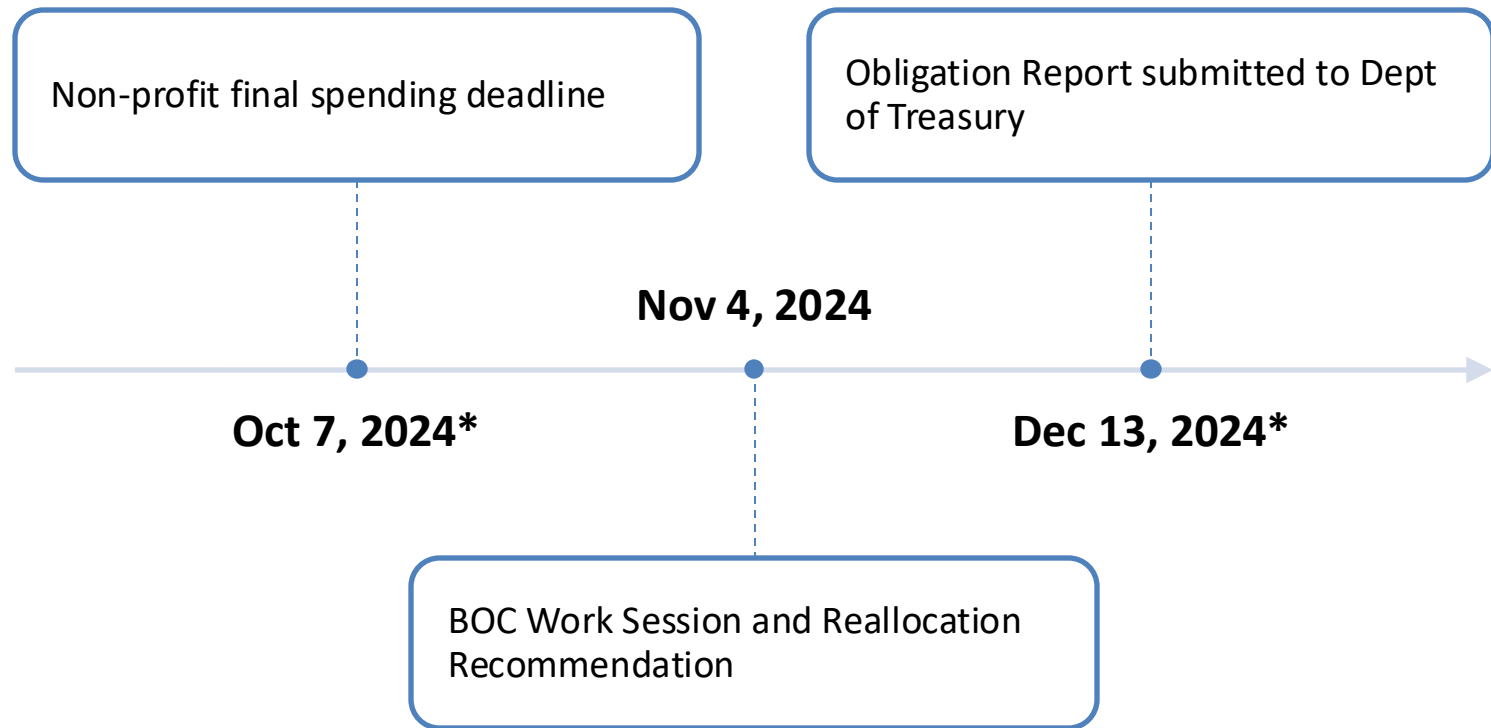 Non-profit final spending deadline
Obligation Report submitted to Dept
of Treasury
Nov 4, 2024
Oct 7, 2024*
Dec 13, 2024*
BOC Work Session and Reallocation
Recommendation